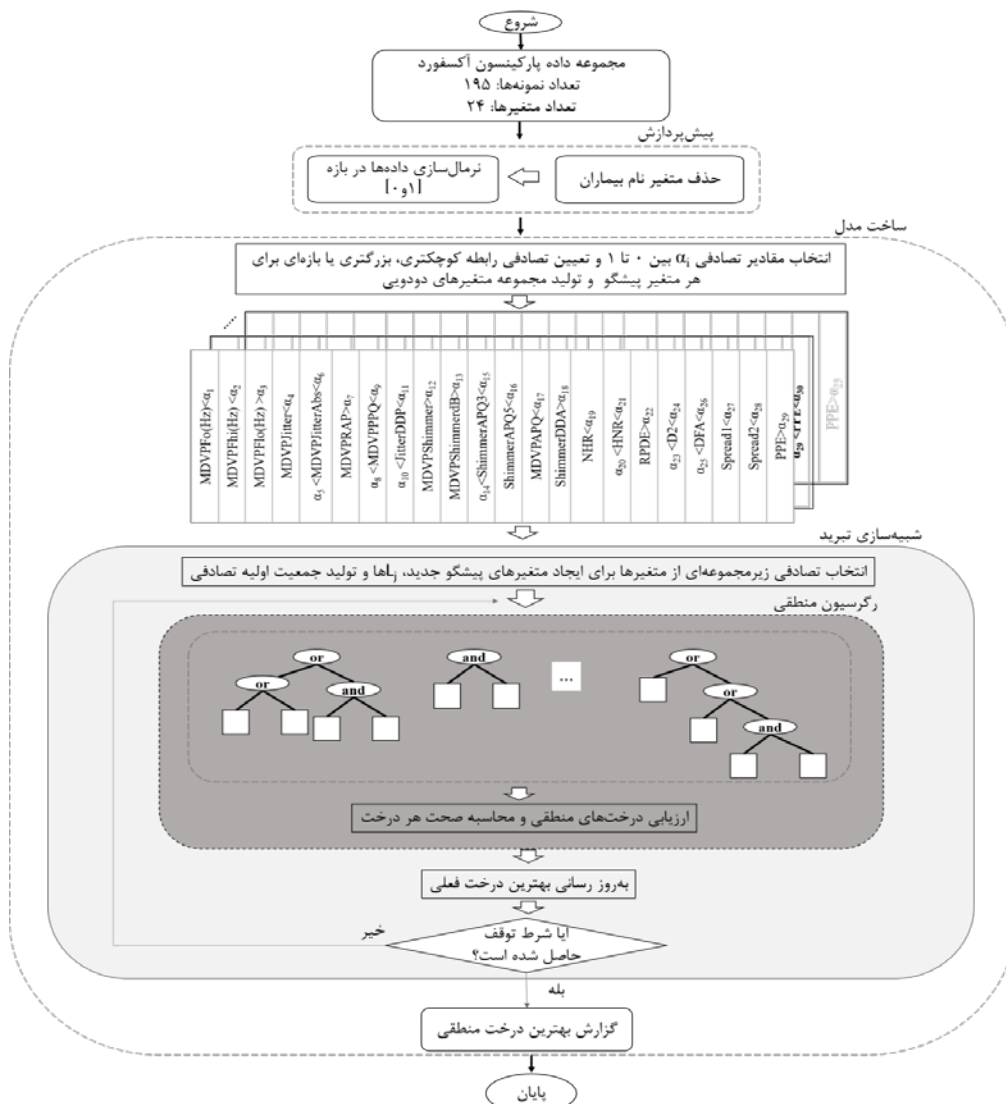 شروع
مجموعه داده پارکینسون آکسفورد
تعداد نمونه‌ها: ۱۹۵
تعداد متغیرها: ۲۴
پیش‌پردازش
حذف متغیر نام بیماران
نرمال‌سازی داده‌ها در بازه
[۱و۰]
ساخت مدل
انتخاب مقادیر تصادفی αi بین ۰ تا ۱ و تعیین تصادفی رابطه کوچکتری، بزرگتری یا بازه‌ای برای
هر متغیر پیشگو و تولید مجموعه متغیرهای دودویی
MDVPFo(Hz)<α1
MDVPFhi(Hz) <α2
MDVPFlo(Hz) >α3
MDVPJitter<α4
α5 <MDVPJitterAbs<α6
MDVPRAP>α7
α8 <MDVPPPQ<α9
α10 <JitterDDP<α11
MDVPShimmer>α12
MDVPShimmerdB>α13
α14<ShimmerAPQ3<α15
ShimmerAPQ5<α16
MDVPAPQ<α17
ShimmerDDA>α18
NHR<α19
α20 <HNR<α21
RPDE>α22
α23 <D2<α24
α25 <DFA<α26
Spread1<α27
Spread2<α28
PPE>α29
شبیه‌سازی تبرید
انتخاب تصادفی زیرمجموعه‌ای از متغیرها برای ایجاد متغیرهای پیشگو جدید، Ljها و تولید جمعیت اولیه تصادفی
رگرسیون منطقی
or
or
and
and
...
or
or
and
ارزیابی درخت‌های منطقی و محاسبه صحت هر درخت
به‌روز رسانی بهترین درخت فعلی
آیا شرط توقف
حاصل شده است؟
خیر
بله
گزارش بهترین درخت منطقی
پایان